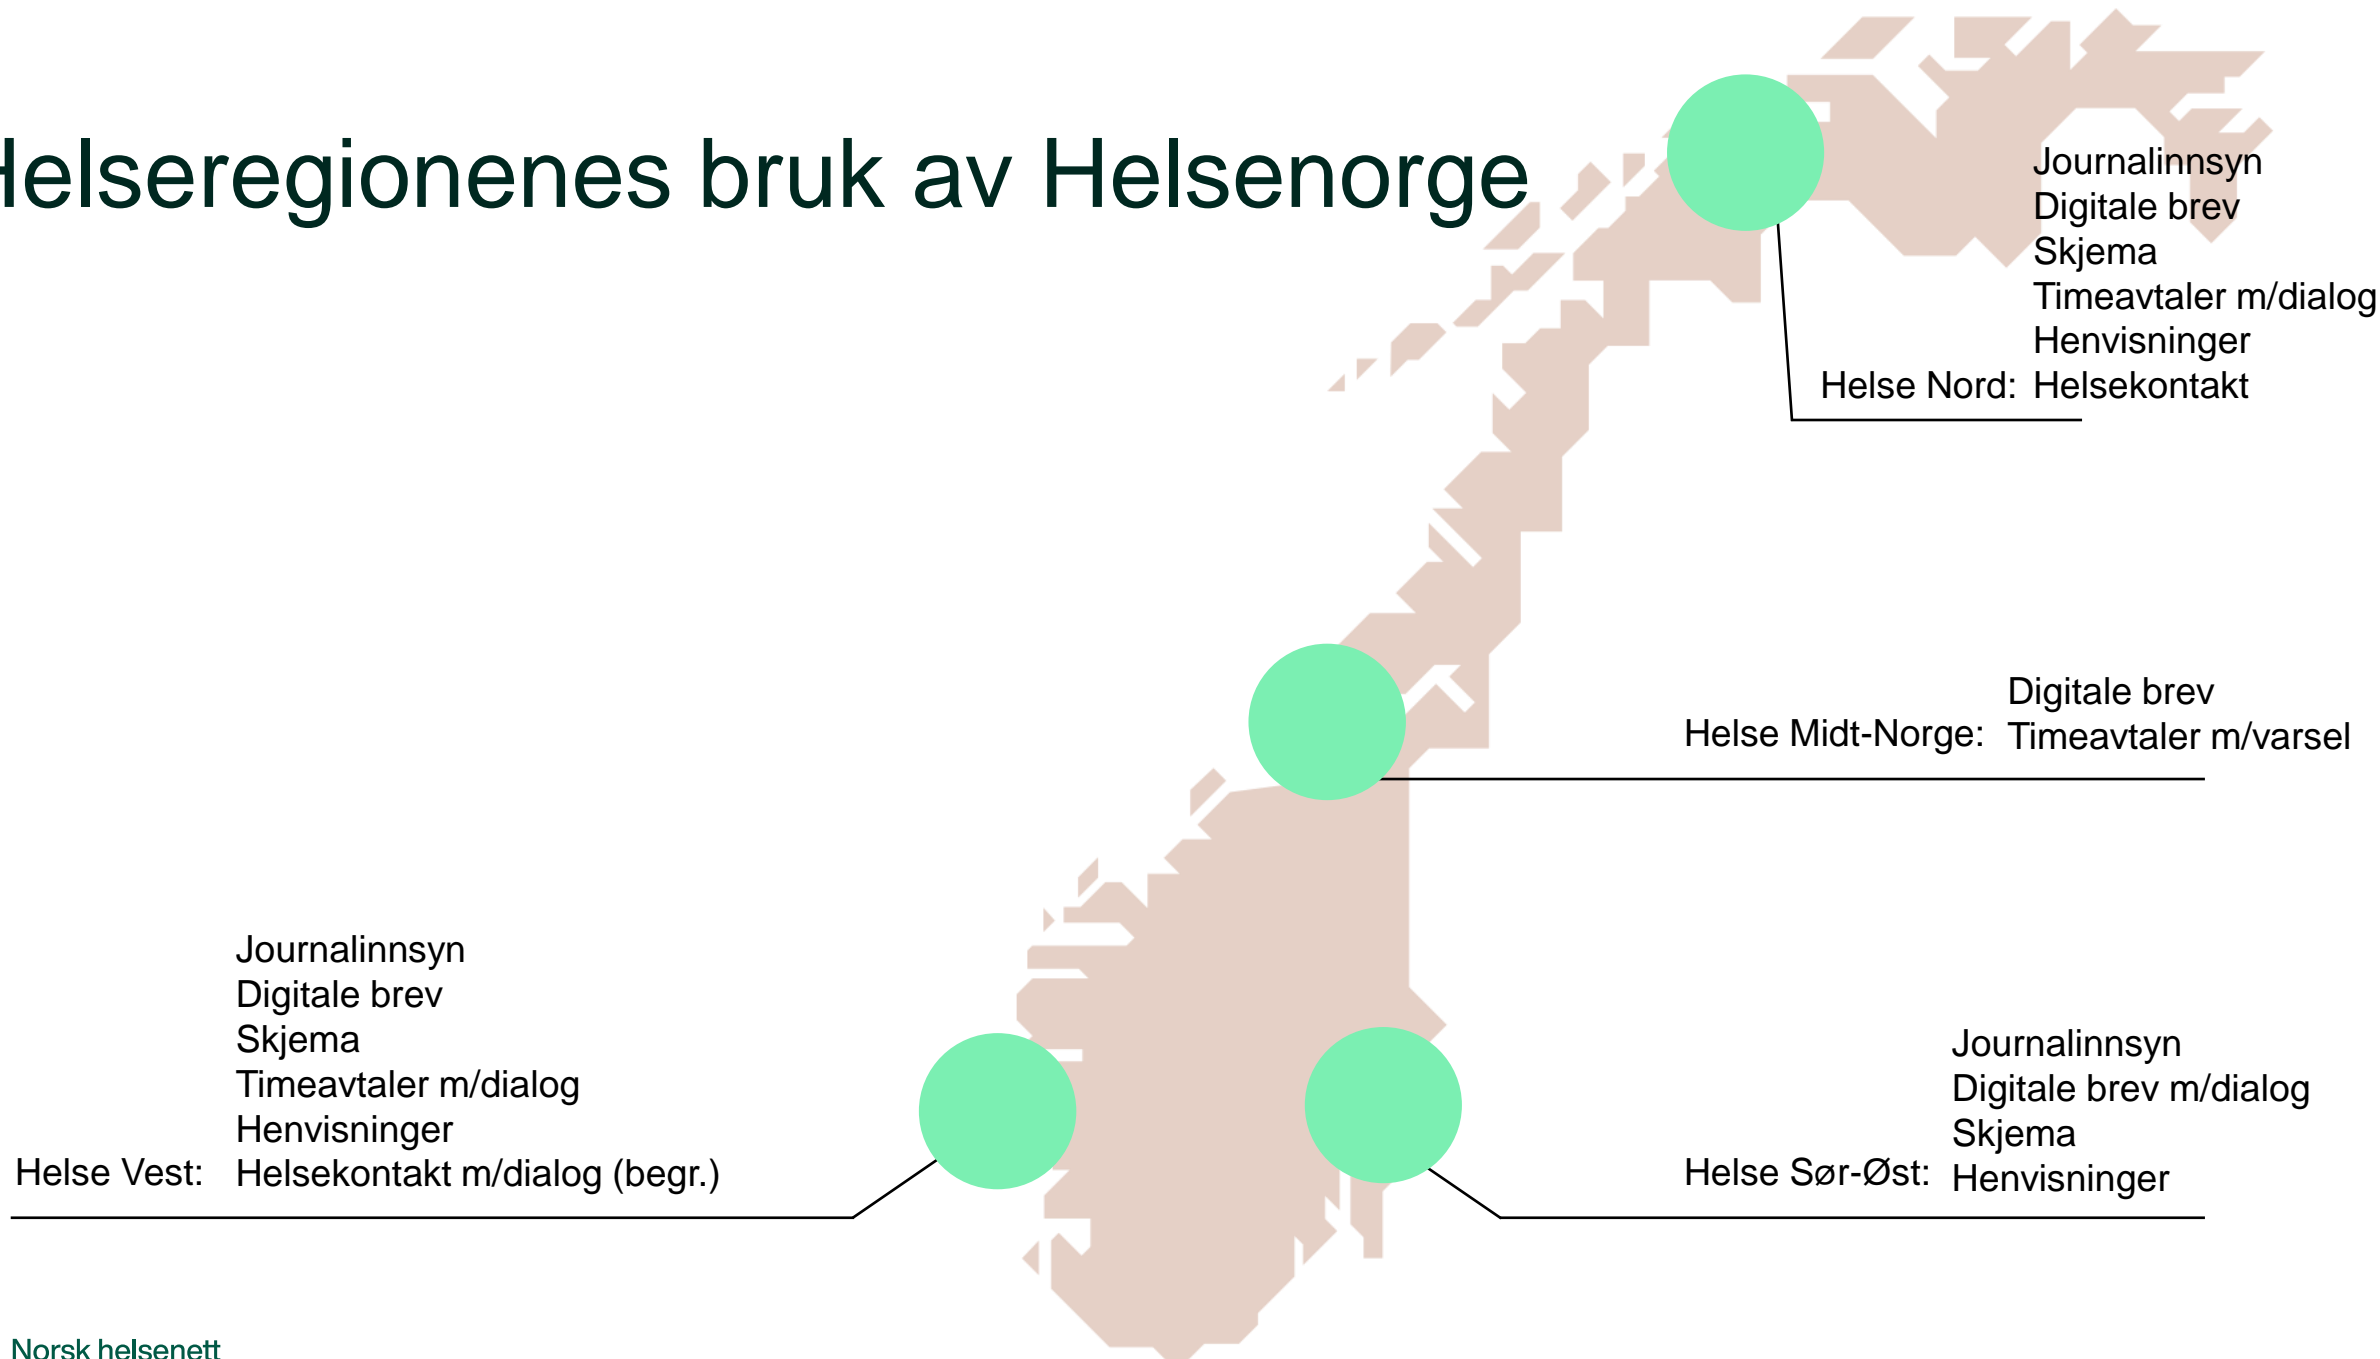 Helseregionenes bruk av Helsenorge
Journalinnsyn
Digitale brev
Skjema
Timeavtaler m/dialog
Henvisninger
Helse Nord: Helsekontakt
Digitale brev
Helse Midt-Norge: Timeavtaler m/varsel
Journalinnsyn
Digitale brev
Skjema
Timeavtaler m/dialog
Henvisninger
Helse Vest: Helsekontakt m/dialog (begr.)
Journalinnsyn
Digitale brev m/dialog
Skjema
Helse Sør-Øst: Henvisninger
Norsk helsenett